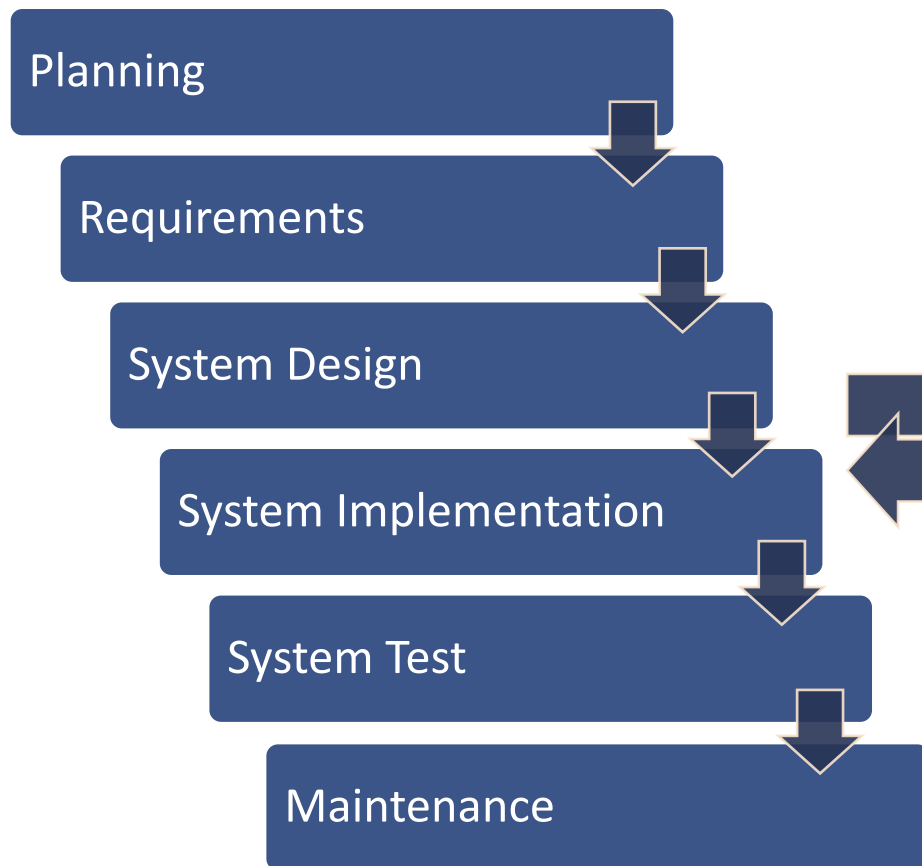 Planning
Requirements
System Design
System Implementation
System Test
Maintenance